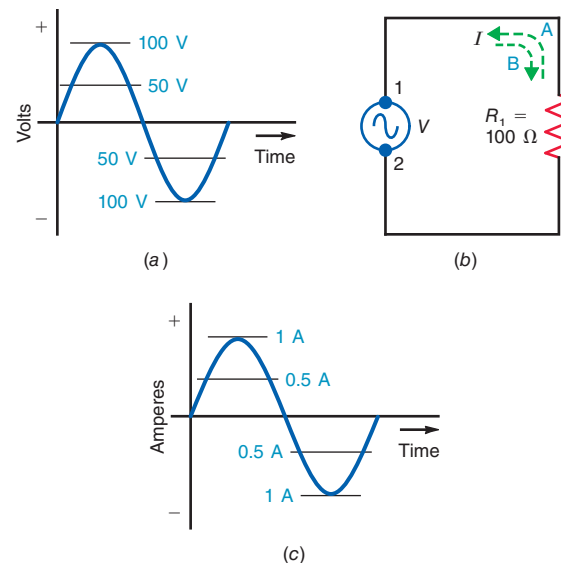 +
100 V
50 V
Volts
Time
50 V
100 V
−
(a)
I
A
B
1
V
2
R1 =
100 Ω
(b)
+
1 A
0.5 A
Amperes
Time
0.5 A
1 A
−
(c)